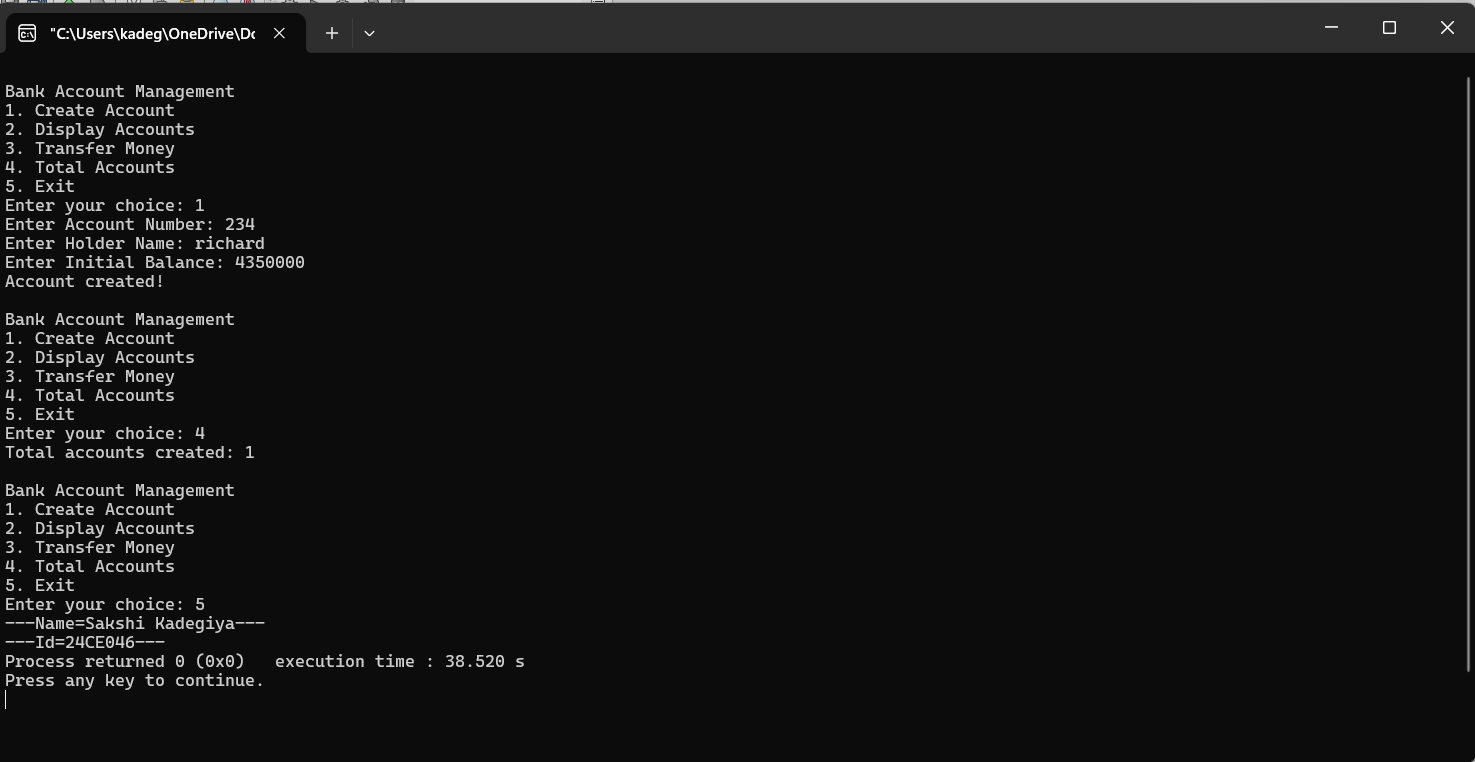 "C:\Users\kadeg\OneDrive\Do
Bank Account Management
1. Create Account
2. Display Accounts
3. Transfer Money
4. Total Accounts
5. Exit
Enter your choice: 1
Enter Account Number: 234
Enter Holder Name: richard
Enter Initial Balance: 4350000
Account created!
Bank Account Management
1. Create Account
2. Display Accounts
3. Transfer Money
4. Total Accounts
5. Exit
Enter your choice: 4
Total accounts created: 1
Bank Account Management
1. Create Account
2. Display Accounts
3. Transfer Money
4. Total Accounts
5. Exit
Enter your choice: 5
---Name=Sakshi Kadegiya---
---Id=24CE046---
Process returned 0 (0x0)   execution time : 38.520 s
Press any key to continue.